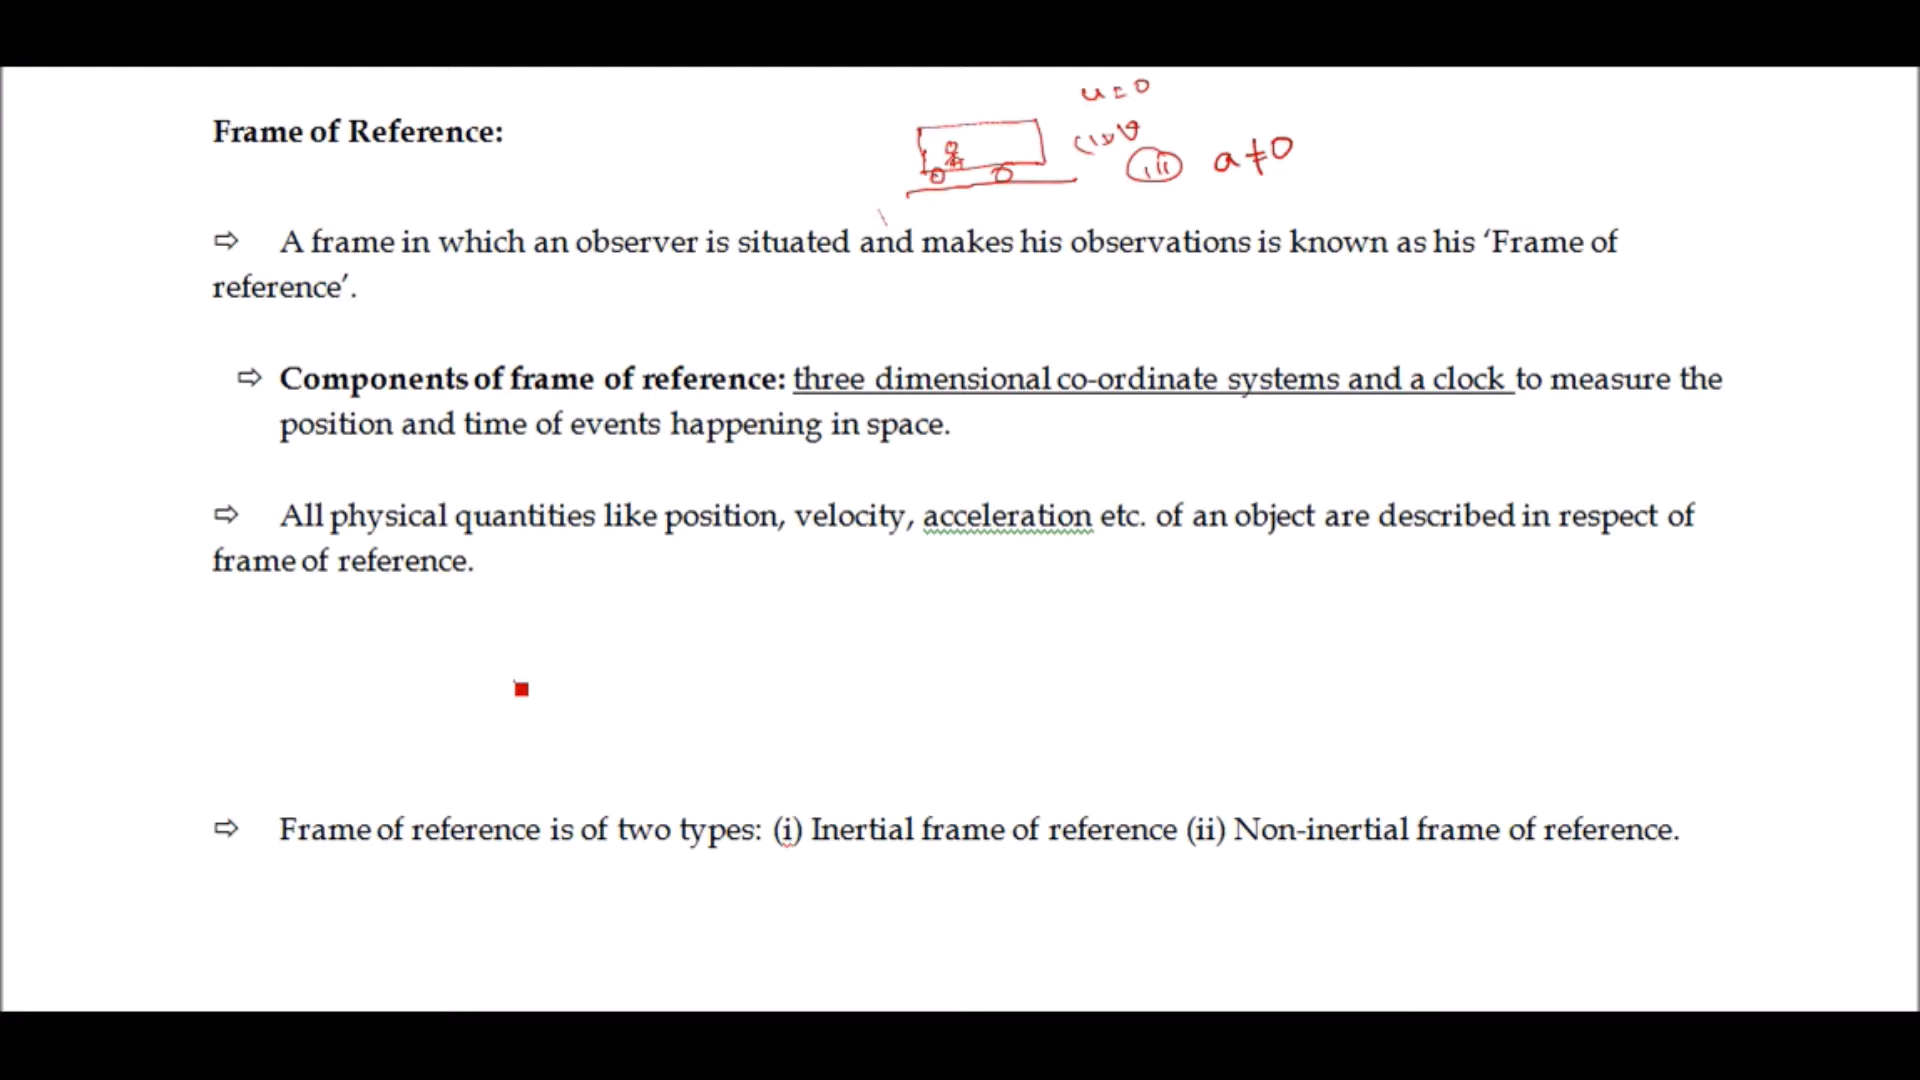 u=0
Frame of Reference:
(iii) a≠0
⇨ A frame in which an observer is situated and makes his observations is known as his ‘Frame of
reference’.
⇨ Components of frame of reference: three dimensional co-ordinate systems and a clock to measure the
position and time of events happening in space.
⇨ All physical quantities like position, velocity, acceleration etc. of an object are described in respect of
frame of reference.
⇨ Frame of reference is of two types: (i) Inertial frame of reference (ii) Non-inertial frame of reference.